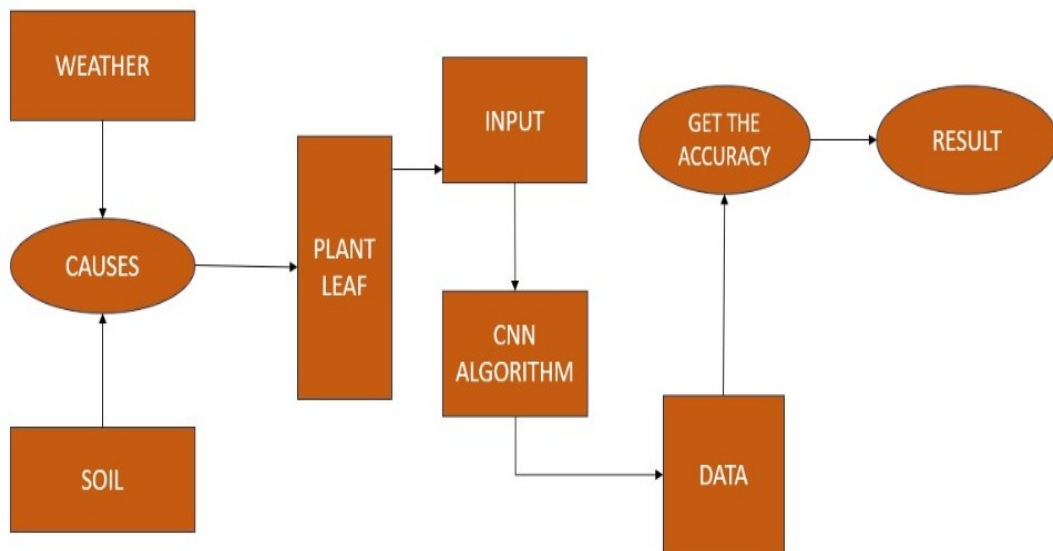 WEATHER
CAUSES
SOIL
PLANT
LEAF
INPUT
CNN
ALGORITHM
DATA
GET THE
ACCURACY
RESULT